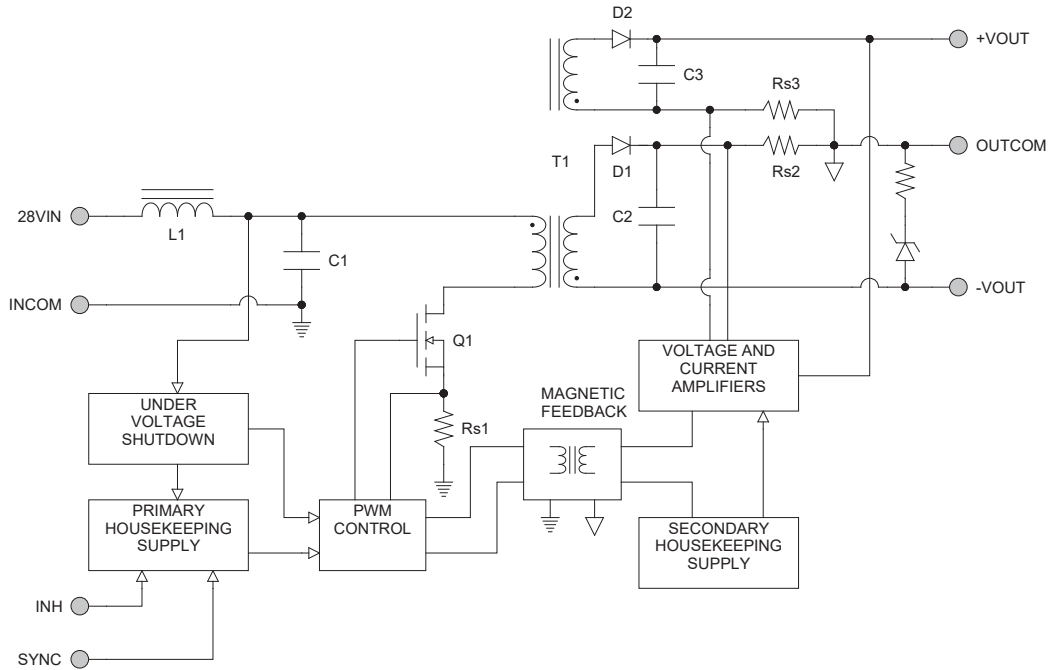 D2
+VOUT
C3
Rs3
OUTCOM
T1
D1
Rs2
28VIN
L1
C1
C2
INCOM
-VOUT
Q1
VOLTAGE AND
CURRENT
AMPLIFIERS
MAGNETIC
FEEDBACK
UNDER
VOLTAGE
SHUTDOWN
Rs1
PRIMARY
HOUSEKEEPING
SUPPLY
PWM
CONTROL
SECONDARY
HOUSEKEEPING
SUPPLY
INH
SYNC